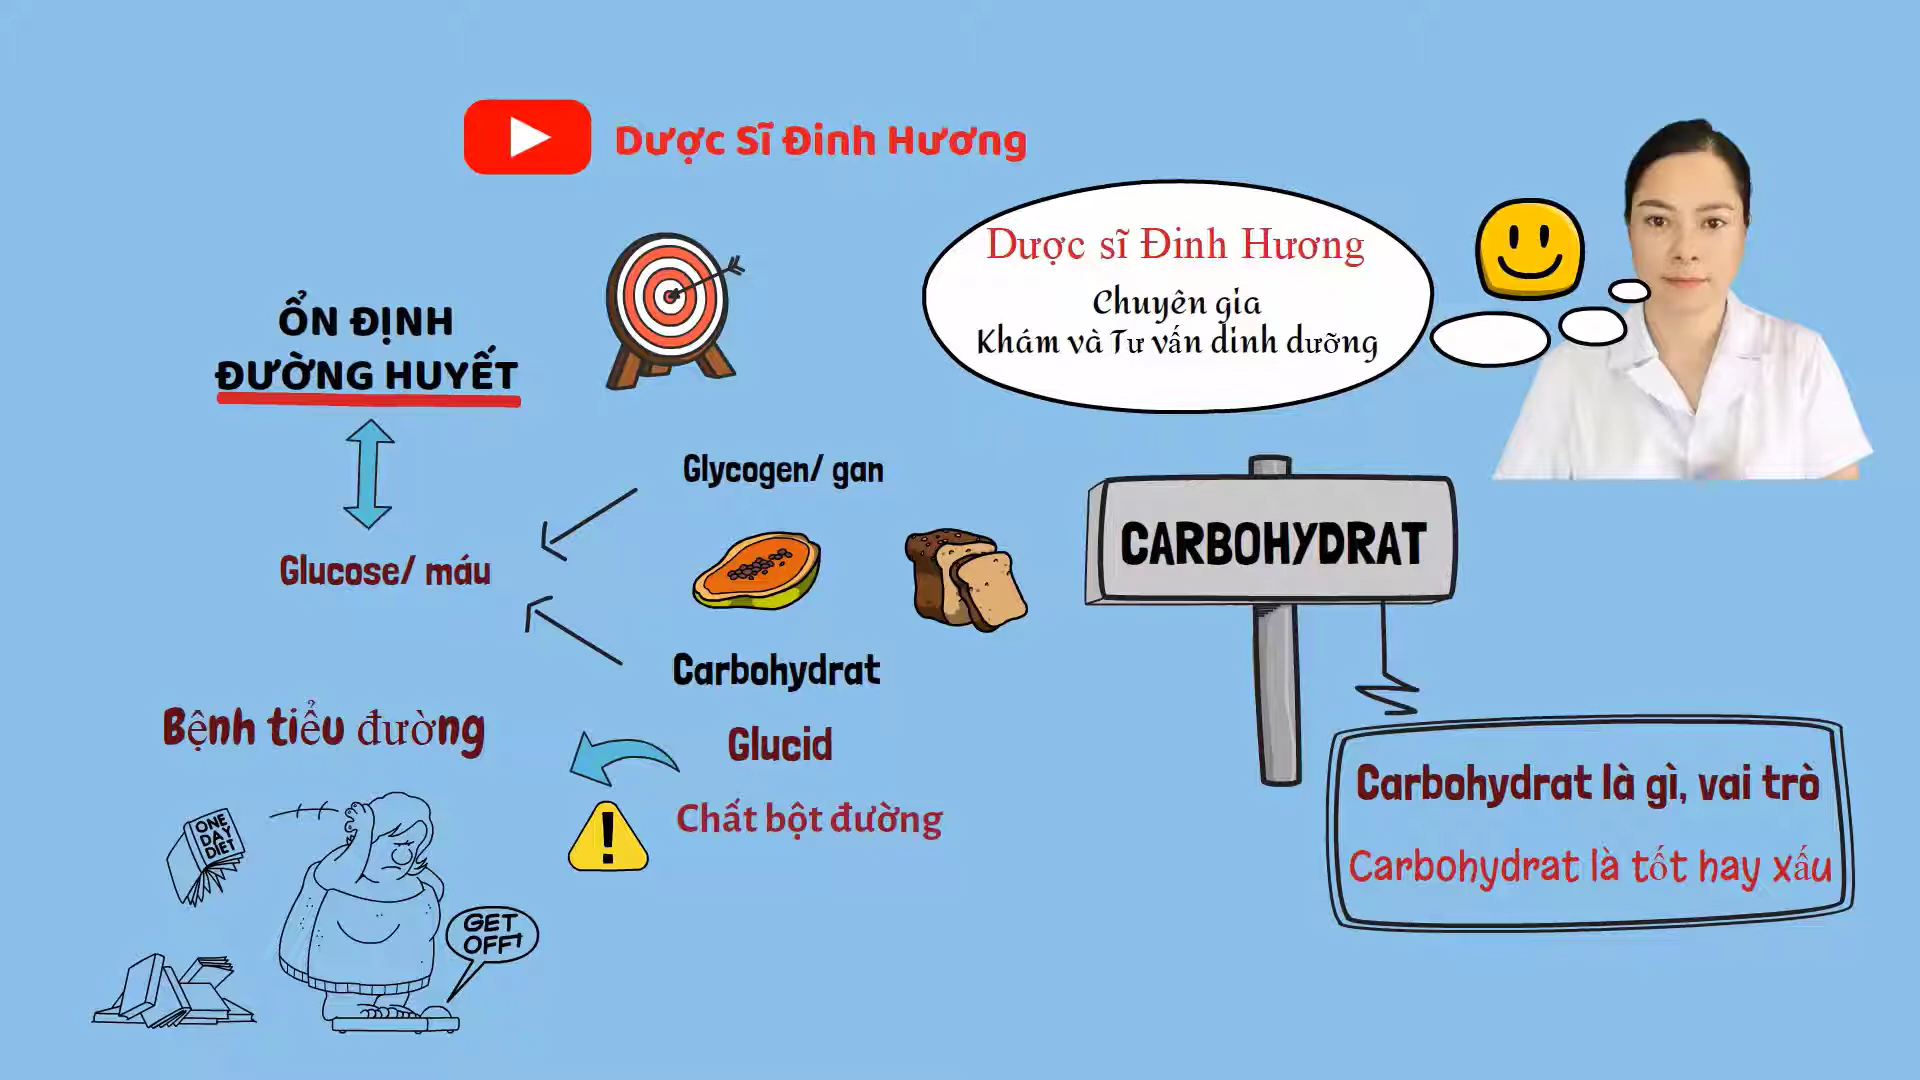 Dược Sĩ Đinh Hương
Dược sĩ Đinh Hương
Chuyên gia
Khám và Tư vấn dinh dưỡng
ỔN ĐỊNH
ĐƯỜNG HUYẾT
Glycogen/ gan
Glucose/ máu
CARBOHYDRAT
Carbohydrat
Glucid
Chất bột đường
Bệnh tiểu đường
Carbohydrat là gì, vai trò
Carbohydrat là tốt hay xấu
ONE
DAY
DIET
GET
OFF!